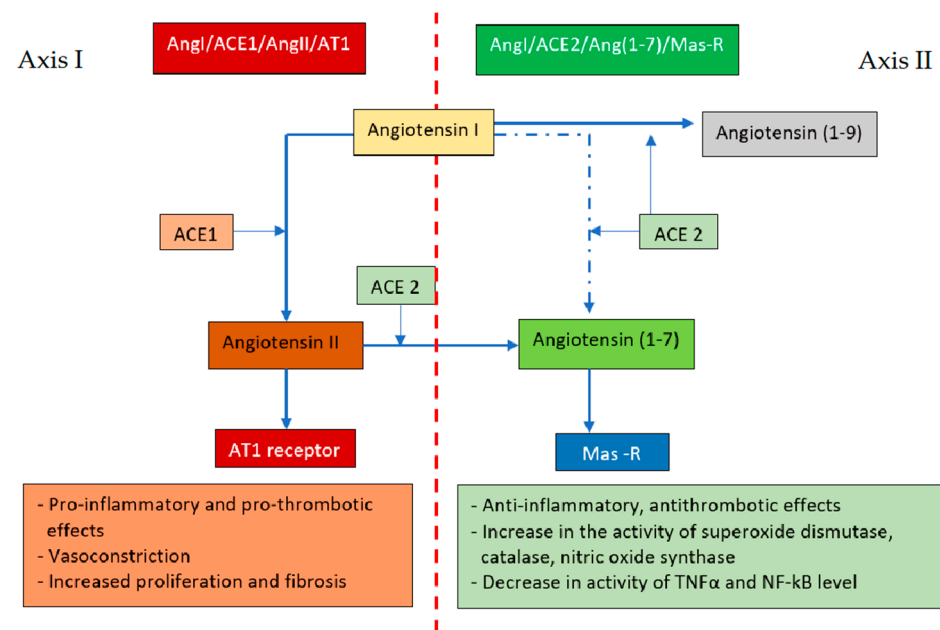 AngI/ACE1/AngII/AT1
AngI/ACE2/Ang(1-7)/Mas-R
Axis I
Axis II
Angiotensin I
Angiotensin (1-9)
ACE1
ACE 2
ACE 2
Angiotensin II
Angiotensin (1-7)
AT1 receptor
Mas -R
- Pro-inflammatory and pro-thrombotic
effects
- Vasoconstriction
- Increased proliferation and fibrosis
- Anti-inflammatory, antithrombotic effects
- Increase in the activity of superoxide dismutase,
catalase, nitric oxide synthase
- Decrease in activity of TNFα and NF-kB level